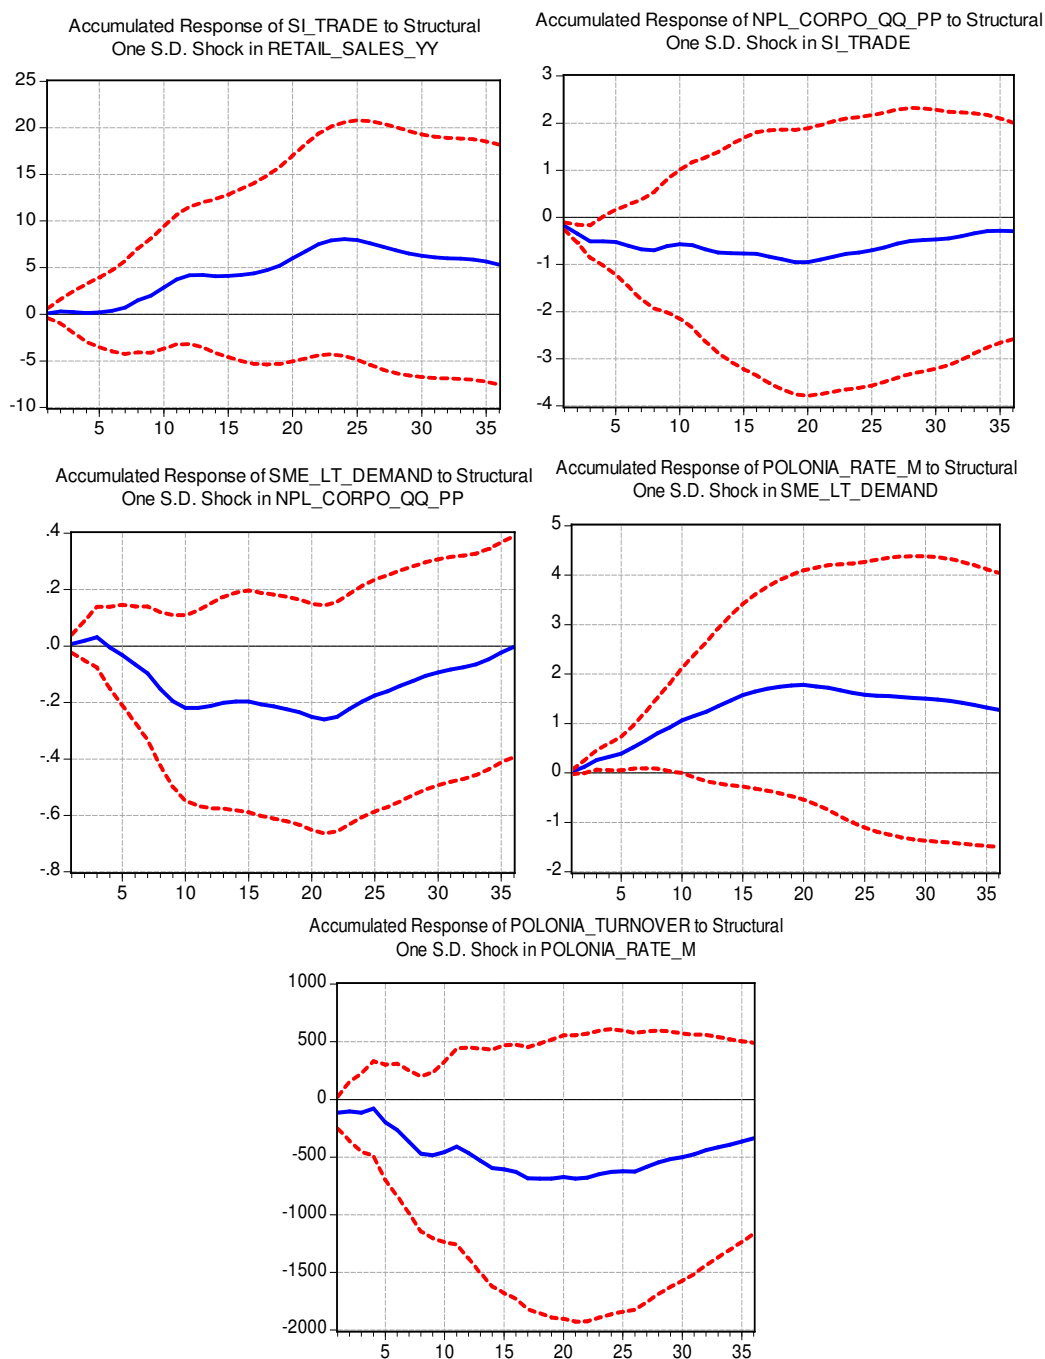 Accumulated Response of SI_TRADE to Structural
One S.D. Shock in RETAIL_SALES_YY
25
20
15
10
5
0
-5
-10
5 10 15 20 25 30 35
Accumulated Response of NPL_CORPO_QQ_PP to Structural
One S.D. Shock in SI_TRADE
3
2
1
0
-1
-2
-3
-4
5 10 15 20 25 30 35
Accumulated Response of SME_LT_DEMAND to Structural
One S.D. Shock in NPL_CORPO_QQ_PP
.4
.2
.0
-.2
-.4
-.6
-.8
5 10 15 20 25 30 35
Accumulated Response of POLONIA_RATE_M to Structural
One S.D. Shock in SME_LT_DEMAND
5
4
3
2
1
0
-1
-2
5 10 15 20 25 30 35
Accumulated Response of POLONIA_TURNOVER to Structural
One S.D. Shock in POLONIA_RATE_M
1000
500
0
-500
-1000
-1500
-2000
5 10 15 20 25 30 35